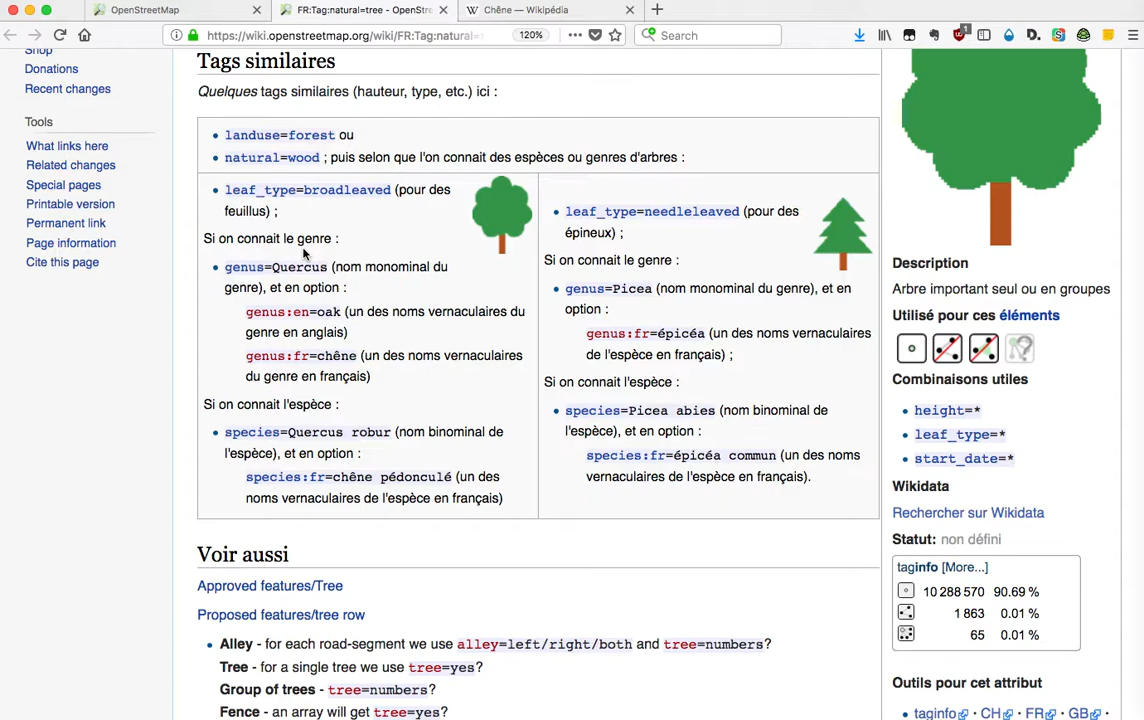 OpenStreetMap
FR:Tag:natural=tree - OpenStre
Chêne — Wikipédia
https://wiki.openstreetmap.org/wiki/FR:Tag:natural=
120%
Search
Shop
Donations
Recent changes
Tools
What links here
Related changes
Special pages
Printable version
Permanent link
Page information
Cite this page
Tags similaires
Quelques tags similaires (hauteur, type, etc.) ici :
landuse=forest ou
natural=wood ; puis selon que l'on connait des espèces ou genres d'arbres :
leaf_type=broadleaved (pour des
feuillus) ;
Si on connait le genre :
genus=Quercus (nom monominal du
genre), et en option :
genus:en=oak (un des noms vernaculaires du
genre en anglais)
genus:fr=chêne (un des noms vernaculaires
du genre en français)
Si on connait l'espèce :
species=Quercus robur (nom binominal de
l'espèce), et en option :
species:fr=chêne pédonculé (un des
noms vernaculaires de l'espèce en français)
leaf_type=needleleaved (pour des
épineux) ;
Si on connait le genre :
genus=Picea (nom monominal du genre), et en
option :
genus:fr=épicéa (un des noms vernaculaires
de l'espèce en français) ;
Si on connait l'espèce :
species=Picea abies (nom binominal de
l'espèce), et en option :
species:fr=épicéa commun (un des noms
vernaculaires de l'espèce en français).
Voir aussi
Approved features/Tree
Proposed features/tree row
Alley - for each road-segment we use alley=left/right/both and tree=numbers?
Tree - for a single tree we use tree=yes?
Group of trees - tree=numbers?
Fence - an array will get tree=yes?
Description
Arbre important seul ou en groupes
Utilisé pour ces éléments
Combinaisons utiles
height=*
leaf_type=*
start_date=*
Wikidata
Rechercher sur Wikidata
Statut: non défini
taginfo [More...]
10 288 570 90.69 %
1 863 0.01 %
65 0.01 %
Outils pour cet attribut
taginfo · CH · FR · GB ·